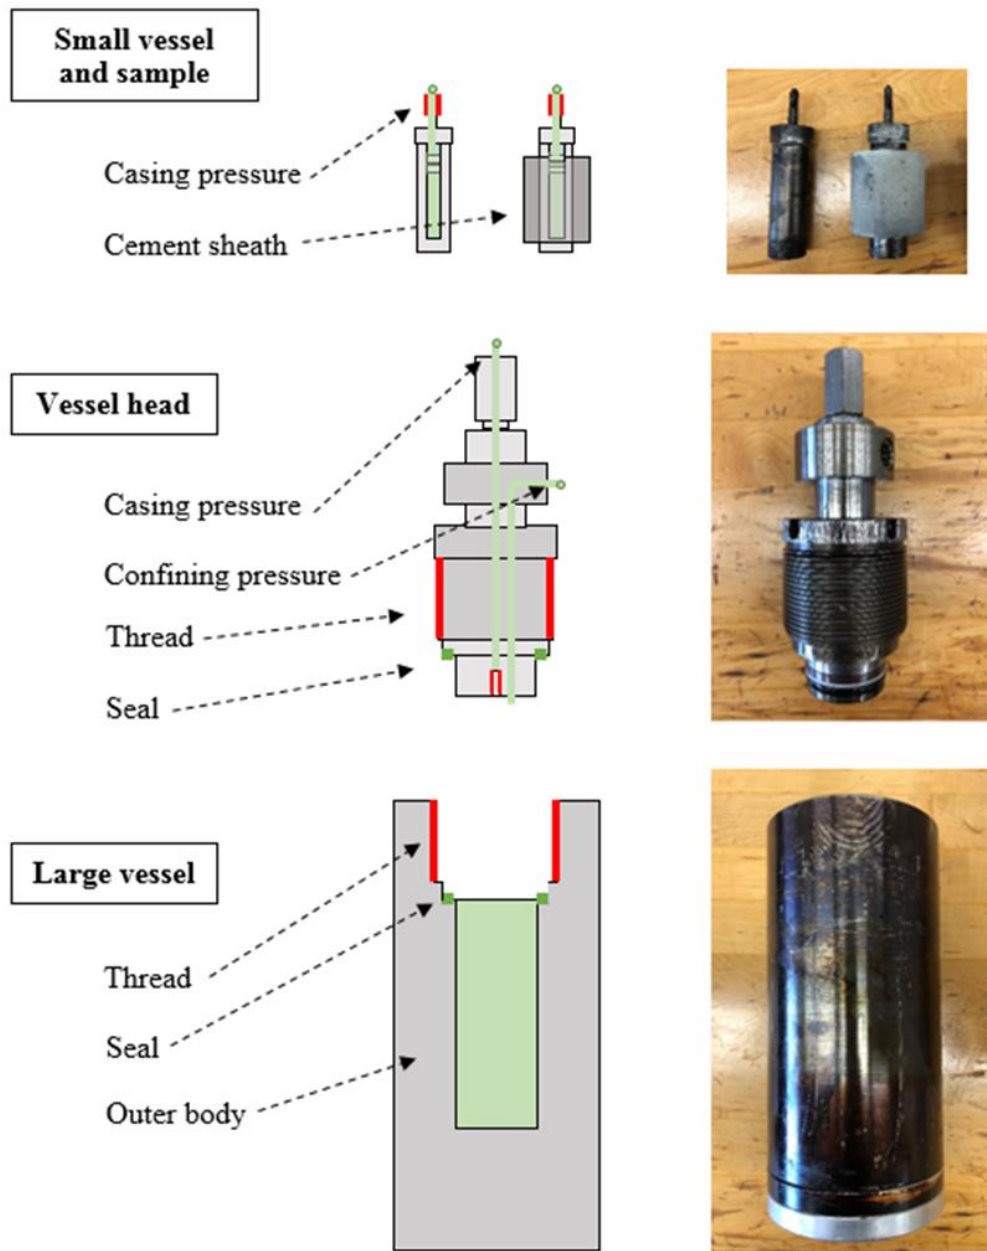 Small vessel
and sample
Casing pressure
Cement sheath
Vessel head
Casing pressure
Confining pressure
Thread
Seal
Large vessel
Thread
Seal
Outer body